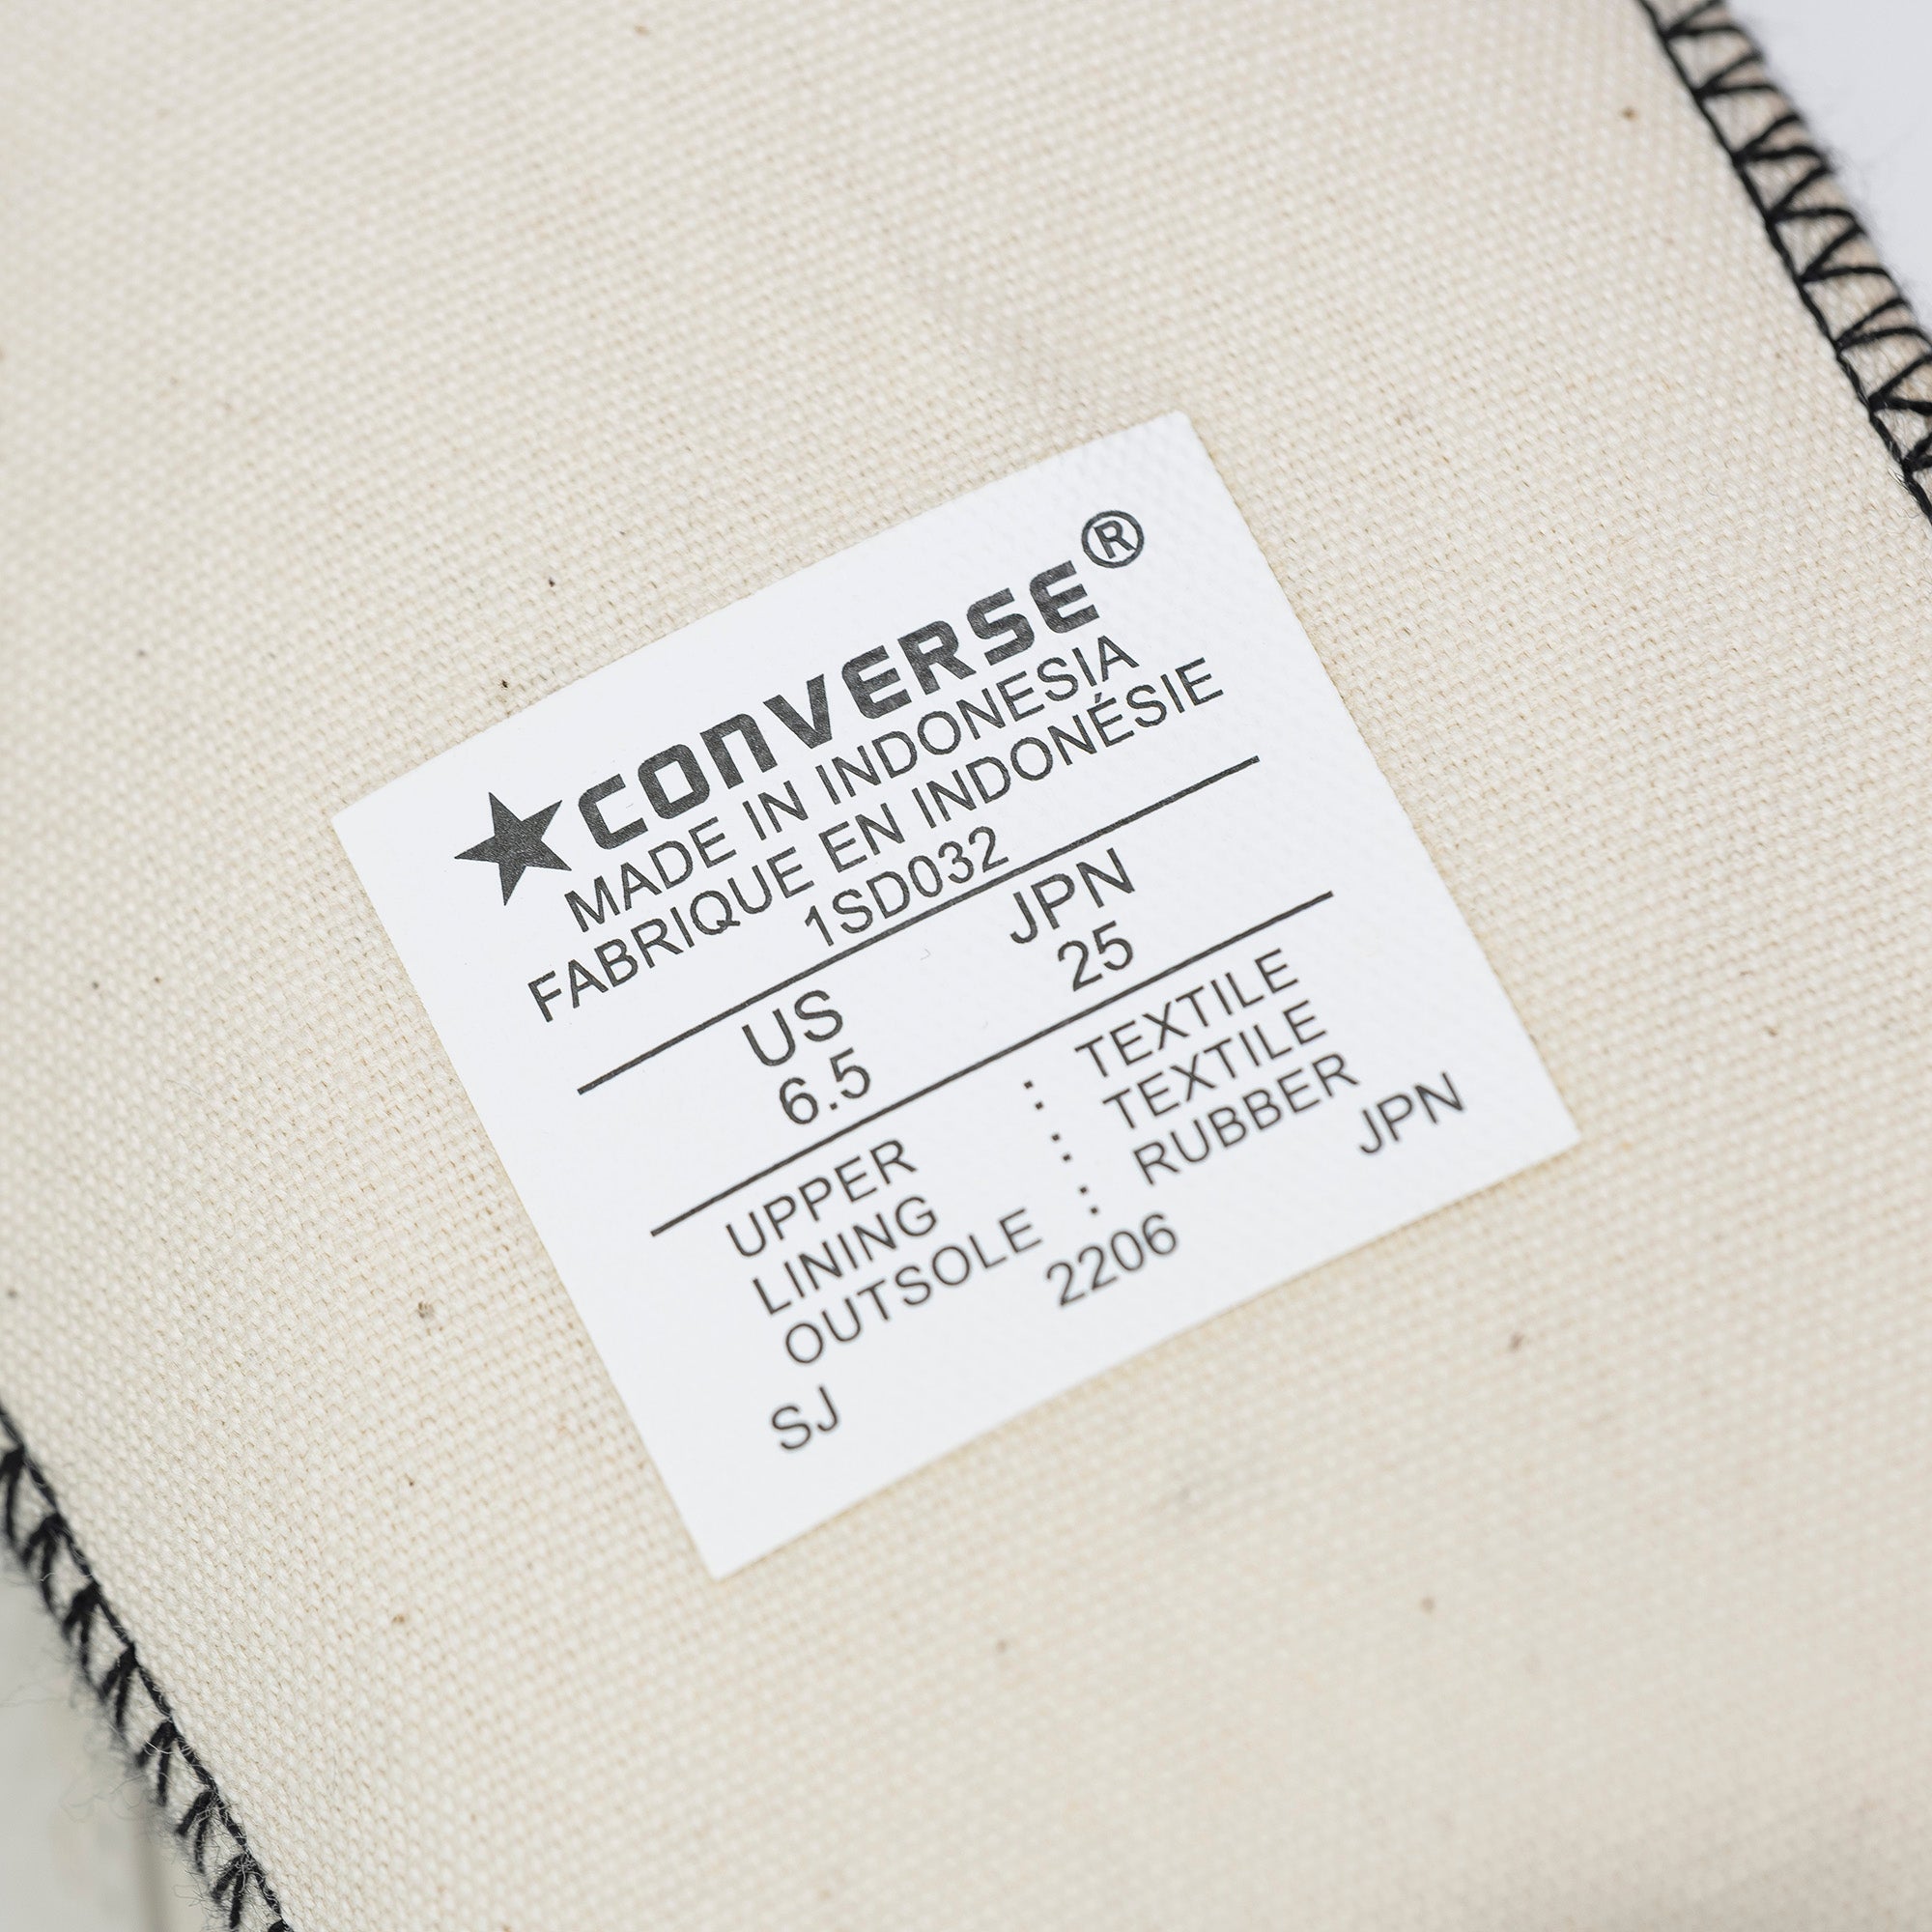 CONVERSE®
MADE IN INDONESIA
FABRIQUE EN INDONÉSIE
1SD032
US JPN
6.5 25
UPPER : TEXTILE
LINING : TEXTILE
OUTSOLE : RUBBER
SJ 2206 JPN